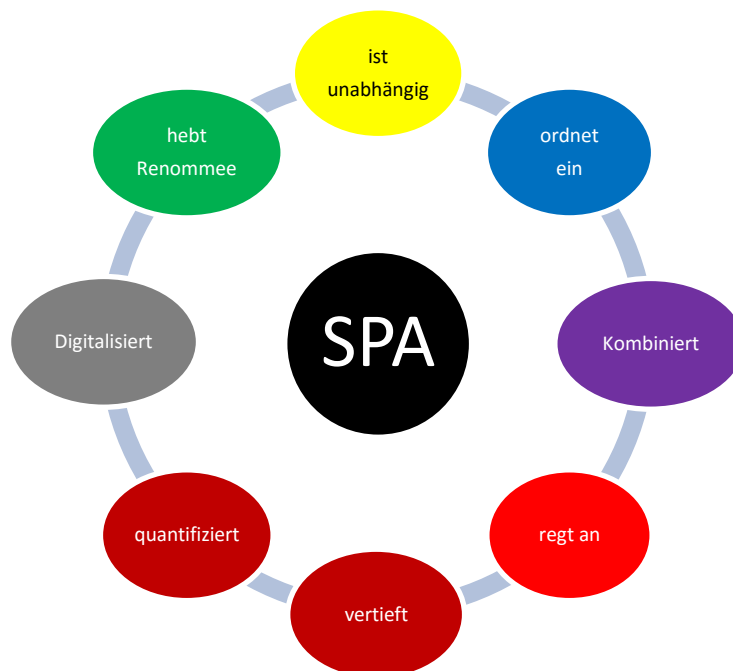 ist
unabhängig
ordnet
ein
Kombiniert
regt an
vertieft
quantifiziert
Digitalisiert
hebt
Renommee
SPA